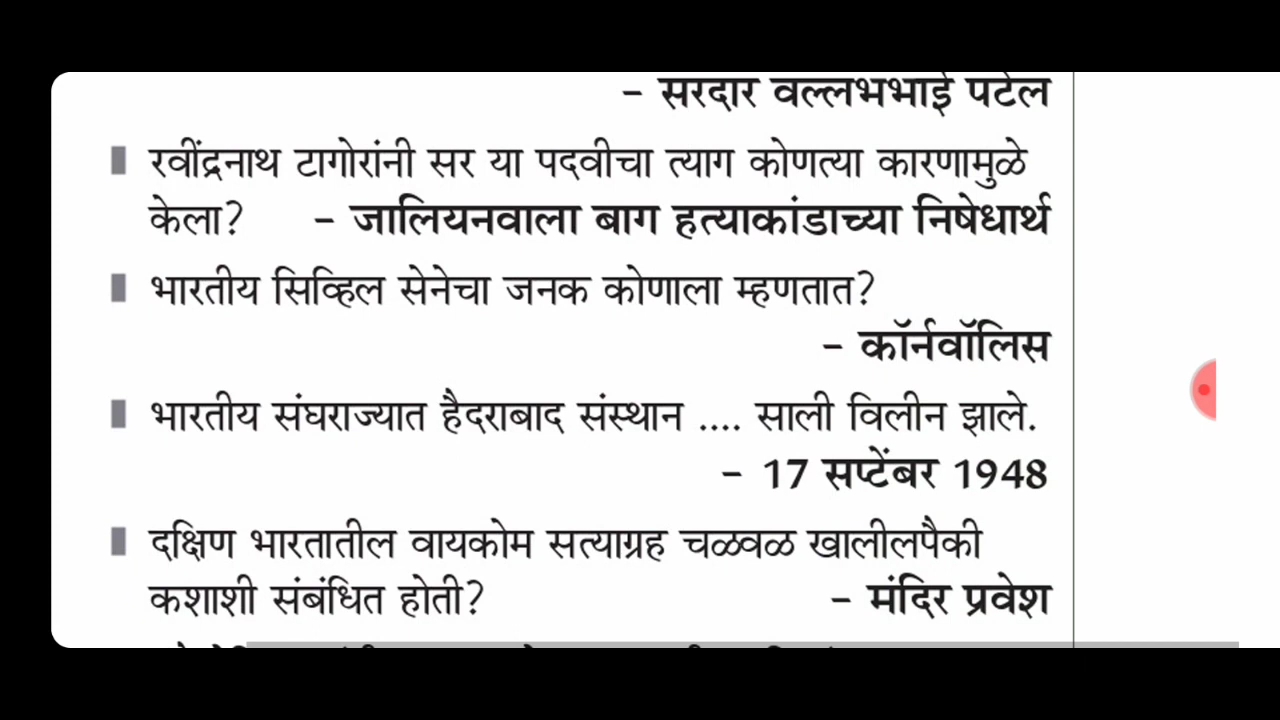 – सरदार वल्लभभाई पटेल
रवींद्रनाथ टागोरांनी सर या पदवीचा त्याग कोणत्या कारणामुळे
केला? – जालियनवाला बाग हत्याकांडाच्या निषेधार्थ
भारतीय सिव्हिल सेनेचा जनक कोणाला म्हणतात?
– कॉर्नवॉलिस
भारतीय संघराज्यात हैदराबाद संस्थान .... साली विलीन झाले.
– 17 सप्टेंबर 1948
दक्षिण भारतातील वायकोम सत्याग्रह चळवळ खालीलपैकी
कशाशी संबंधित होती? – मंदिर प्रवेश